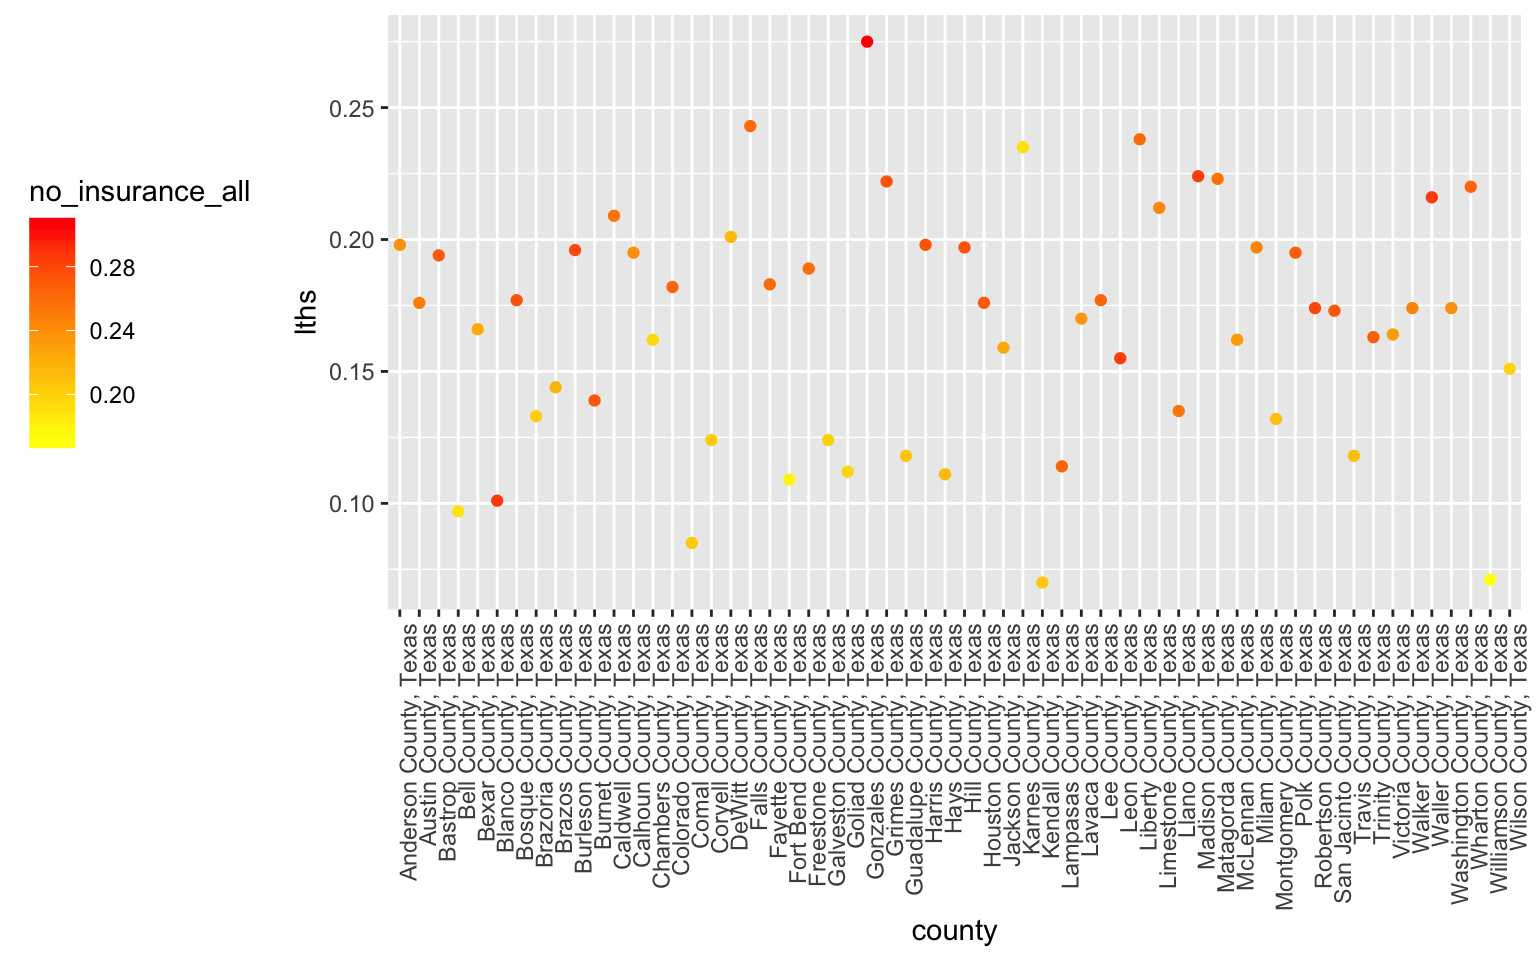 no_insurance_all
0.28
0.24
0.20
lths
0.25
0.20
0.15
0.10
Anderson County, Texas
Austin County, Texas
Bastrop County, Texas
Bell County, Texas
Bexar County, Texas
Blanco County, Texas
Bosque County, Texas
Brazoria County, Texas
Brazos County, Texas
Burleson County, Texas
Burnet County, Texas
Caldwell County, Texas
Calhoun County, Texas
Chambers County, Texas
Colorado County, Texas
Comal County, Texas
Coryell County, Texas
DeWitt County, Texas
Falls County, Texas
Fayette County, Texas
Fort Bend County, Texas
Freestone County, Texas
Galveston County, Texas
Goliad County, Texas
Gonzales County, Texas
Grimes County, Texas
Guadalupe County, Texas
Harris County, Texas
Hays County, Texas
Hill County, Texas
Houston County, Texas
Jackson County, Texas
Karnes County, Texas
Kendall County, Texas
Lampasas County, Texas
Lavaca County, Texas
Lee County, Texas
Leon County, Texas
Liberty County, Texas
Limestone County, Texas
Llano County, Texas
Madison County, Texas
Matagorda County, Texas
McLennan County, Texas
Milam County, Texas
Montgomery County, Texas
Polk County, Texas
Robertson County, Texas
San Jacinto County, Texas
Travis County, Texas
Trinity County, Texas
Victoria County, Texas
Walker County, Texas
Waller County, Texas
Washington County, Texas
Wharton County, Texas
Williamson County, Texas
Wilson County, Texas
county